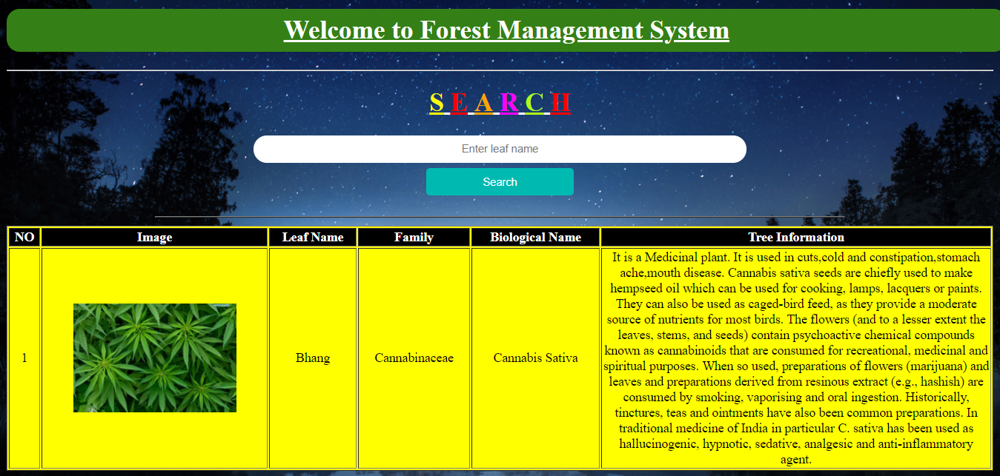 Welcome to Forest Management System
S E A R C H
Enter leaf name
Search
NO Image Leaf Name Family Biological Name Tree Information
1 Bhang Cannabinaceae Cannabis Sativa
It is a Medicinal plant. It is used in cuts,cold and constipation,stomach
ache,mouth disease. Cannabis sativa seeds are chiefly used to make
hempseed oil which can be used for cooking, lamps, lacquers or paints.
They can also be used as caged-bird feed, as they provide a moderate
source of nutrients for most birds. The flowers (and to a lesser extent the
leaves, stems, and seeds) contain psychoactive chemical compounds
known as cannabinoids that are consumed for recreational, medicinal and
spiritual purposes. When so used, preparations of flowers (marijuana) and
leaves and preparations derived from resinous extract (e.g., hashish) are
consumed by smoking, vaporising and oral ingestion. Historically,
tinctures, teas and ointments have also been common preparations. In
traditional medicine of India in particular C. sativa has been used as
hallucinogenic, hypnotic, sedative, analgesic and anti-inflammatory
agent.